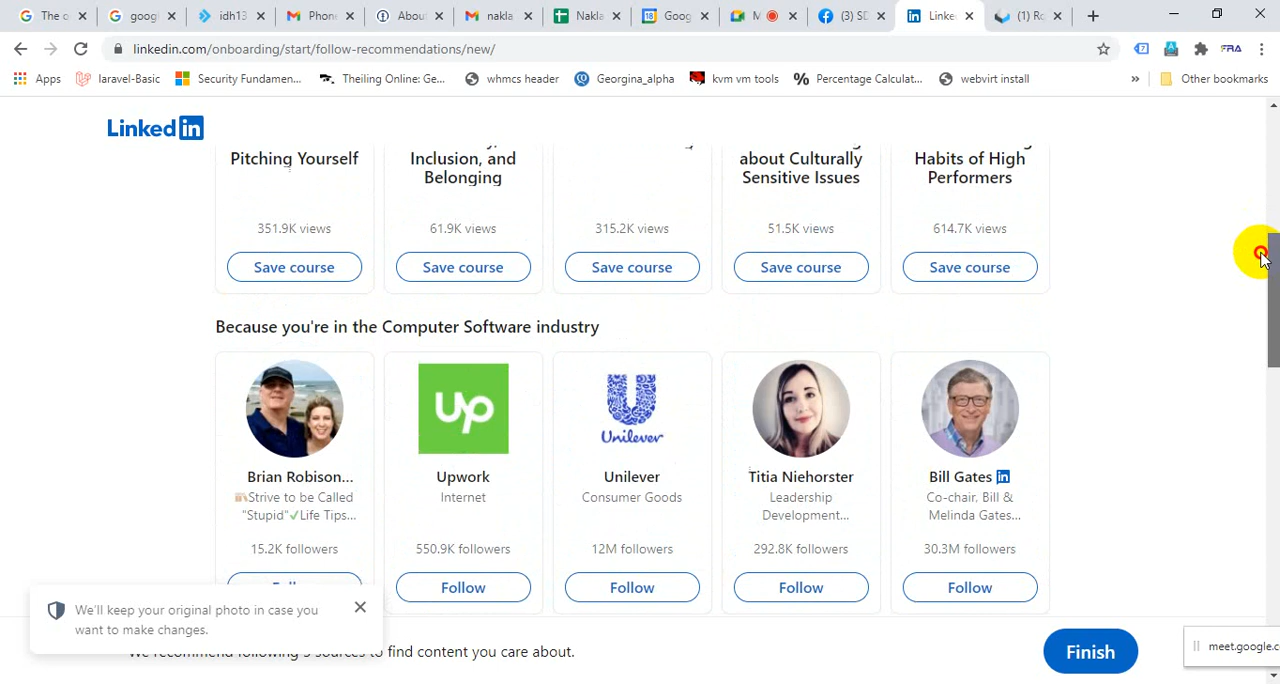 The o
googl
idh13
Phone
About
nakla
Nakla
Goog
M
(3) SD
Linke
(1) Ro
linkedin.com/onboarding/start/follow-recommendations/new/
Apps
laravel-Basic
Security Fundamen...
Theiling Online: Ge...
whmcs header
Georgina_alpha
kvm vm tools
Percentage Calculat...
webvirt install
»
Other bookmarks
Linked in
Pitching Yourself
Inclusion, and
Belonging
about Culturally
Sensitive Issues
Habits of High
Performers
351.9K views
61.9K views
315.2K views
51.5K views
614.7K views
Save course
Save course
Save course
Save course
Save course
Because you're in the Computer Software industry
up
Unilever
Brian Robison...
Upwork
Unilever
Titia Niehorster
Bill Gates in
Strive to be Called
"Stupid"✓Life Tips...
Internet
Consumer Goods
Leadership
Development...
Co-chair, Bill &
Melinda Gates...
15.2K followers
550.9K followers
12M followers
292.8K followers
30.3M followers
Follow
Follow
Follow
Follow
We'll keep your original photo in case you
want to make changes.
We recommend following 5 sources to find content you care about.
Finish
meet.google.c